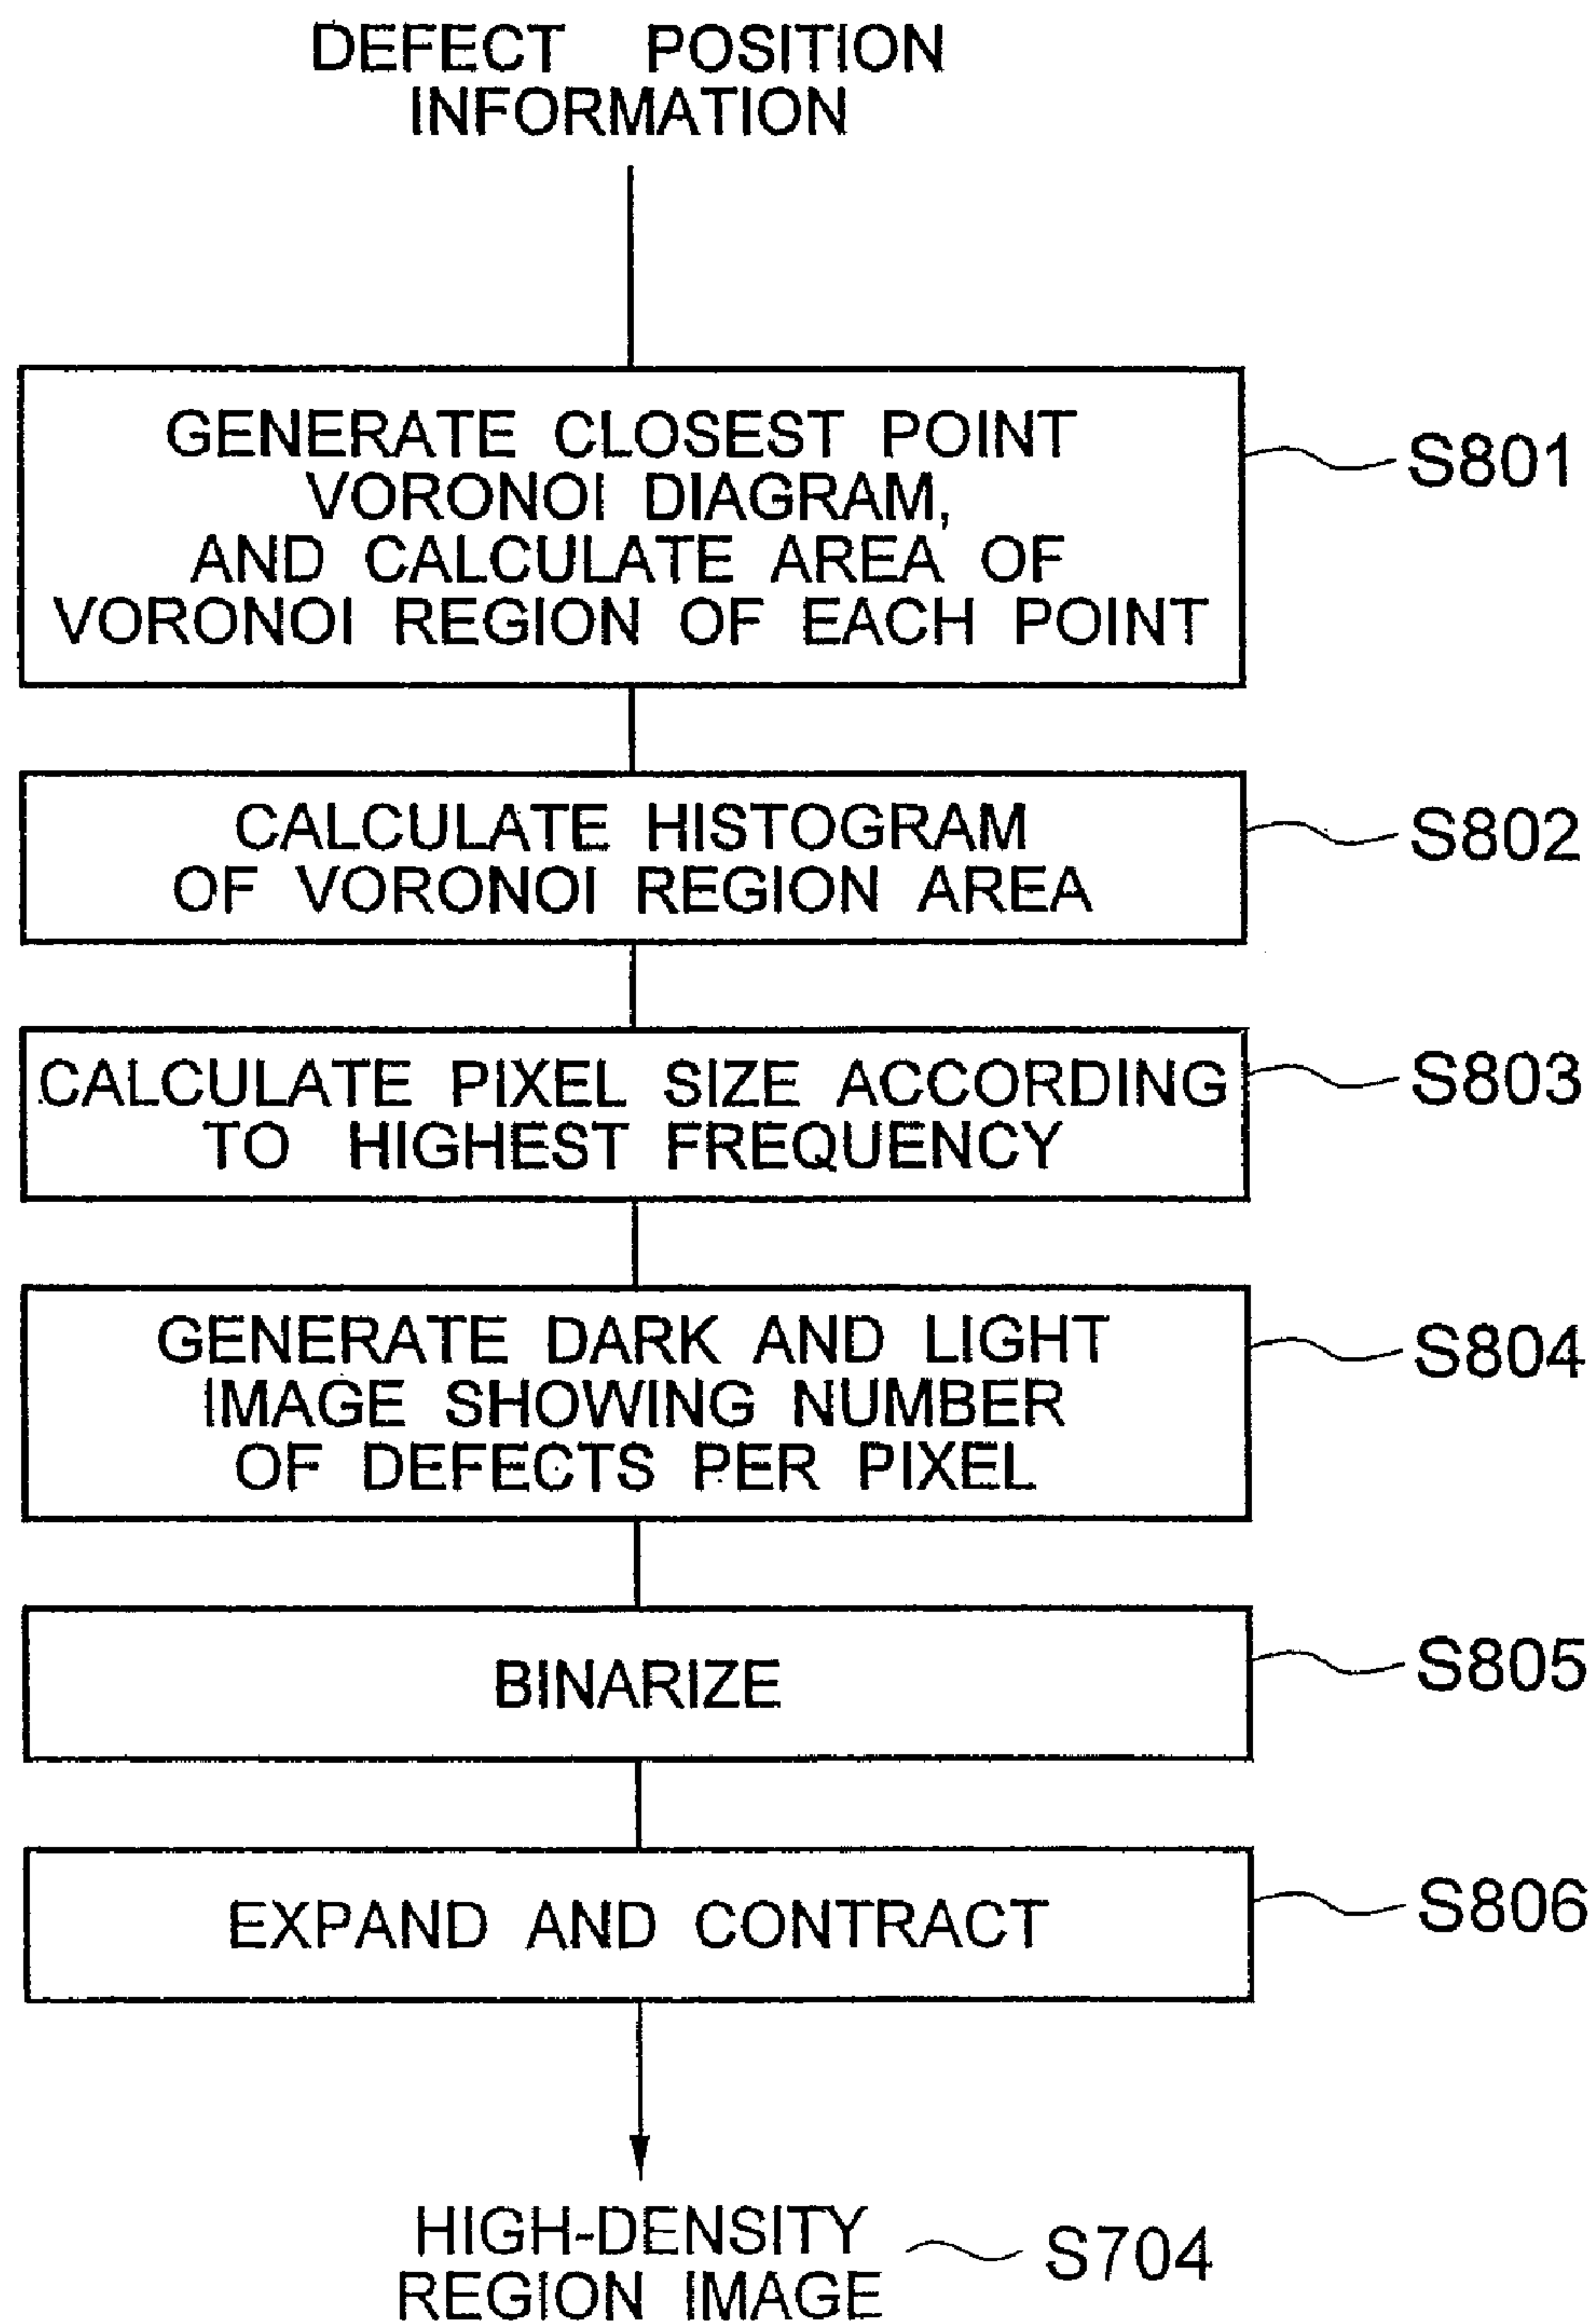 DEFECT POSITION
INFORMATION
GENERATE CLOSEST POINT
VORONOI DIAGRAM,
AND CALCULATE AREA OF
VORONOI REGION OF EACH POINT
S801
CALCULATE HISTOGRAM
OF VORONOI REGION AREA
S802
CALCULATE PIXEL SIZE ACCORDING
TO HIGHEST FREQUENCY
S803
GENERATE DARK AND LIGHT
IMAGE SHOWING NUMBER
OF DEFECTS PER PIXEL
S804
BINARIZE
S805
EXPAND AND CONTRACT
S806
HIGH-DENSITY
REGION IMAGE
S704